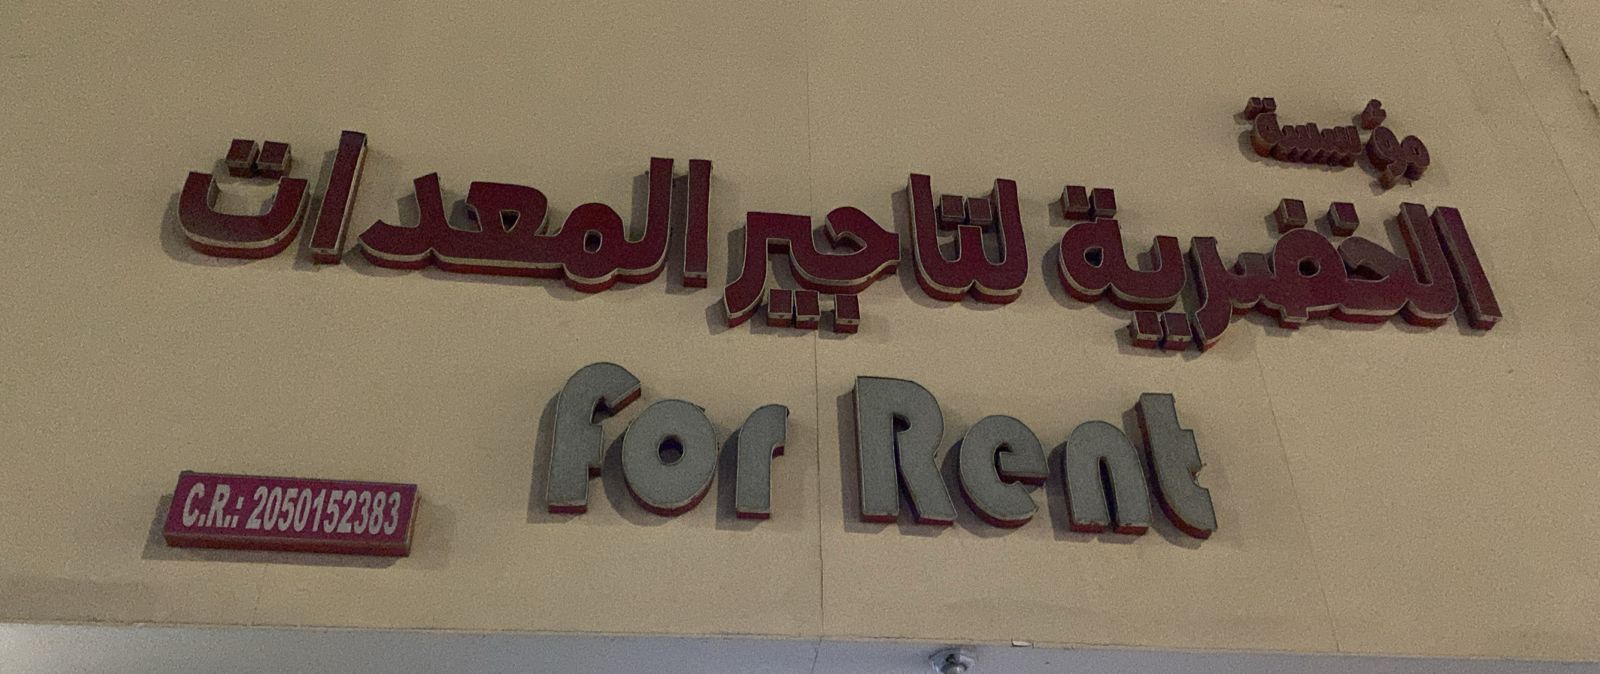 مؤسسة
الخضرية لتاجير المعدات
for Rent
C.R.: 2050152383